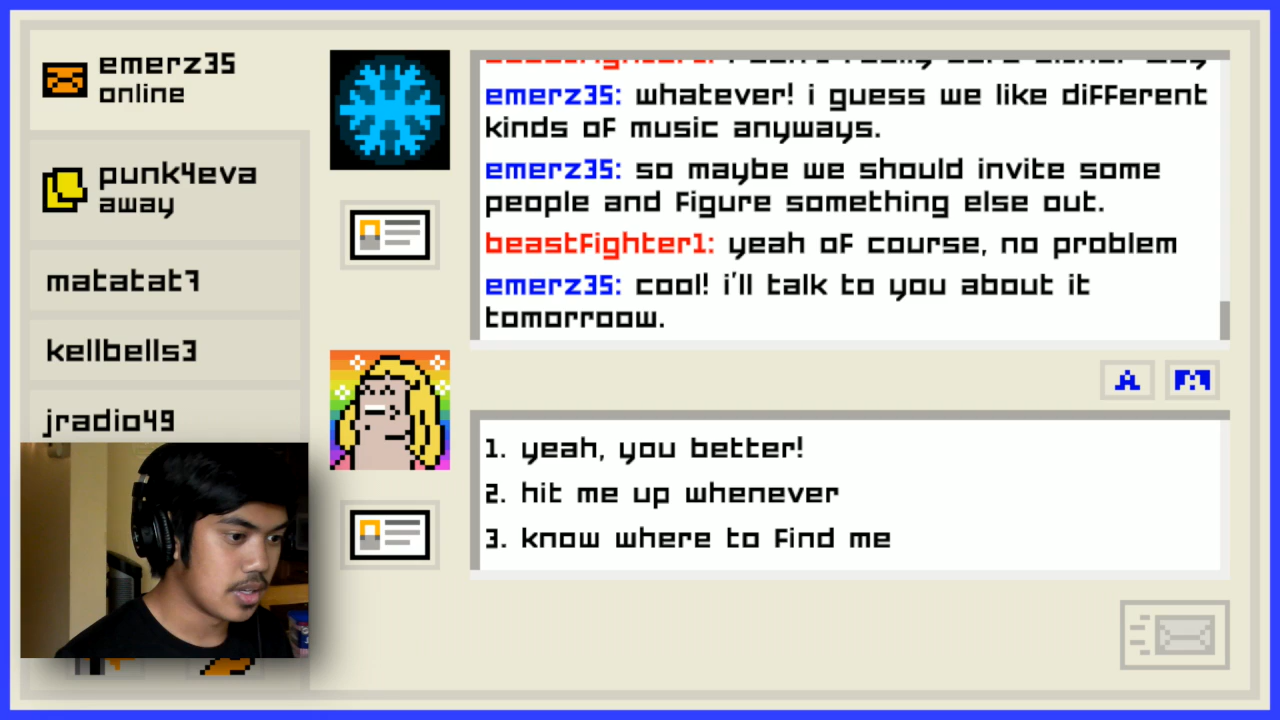 emerz35
online
punk4eva
away
matatat7
kellbells3
jradio49
emerz35: whatever! i guess we like different
kinds of music anyways.
emerz35: so maybe we should invite some
people and figure something else out.
beastfighter1: yeah of course, no problem
emerz35: cool! i'll talk to you about it
tomorroow.
A
1. yeah, you better!
2. hit me up whenever
3. know where to find me